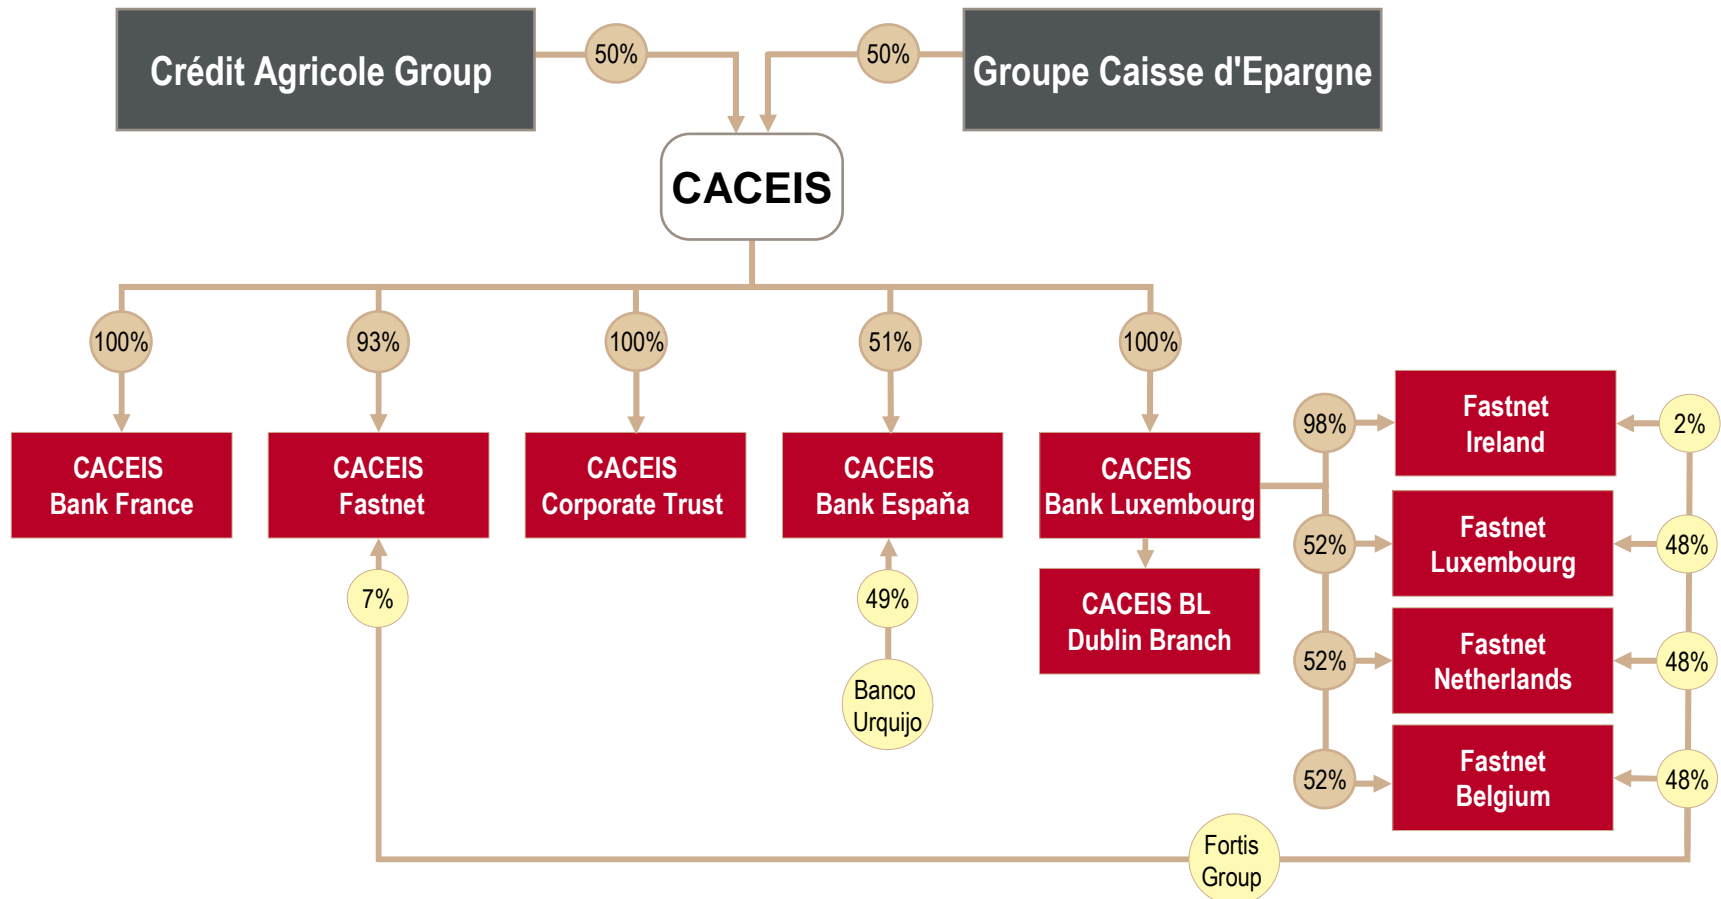 Crédit Agricole Group
50%
50%
Groupe Caisse d'Epargne
CACEIS
100%
93%
100%
51%
100%
CACEIS
Bank France
CACEIS
Fastnet
CACEIS
Corporate Trust
CACEIS
Bank Espaňa
CACEIS
Bank Luxembourg
98%
Fastnet
Ireland
2%
52%
Fastnet
Luxembourg
48%
7%
49%
CACEIS BL
Dublin Branch
52%
Fastnet
Netherlands
48%
Banco
Urquijo
52%
Fastnet
Belgium
48%
Fortis
Group